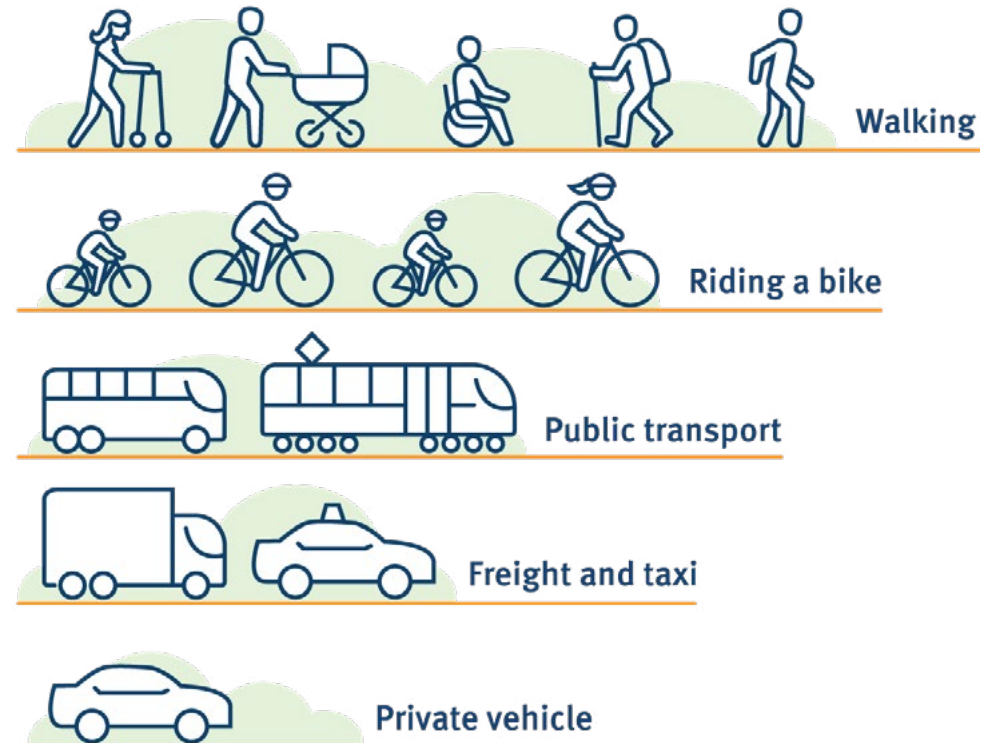 Walking
Riding a bike
Public transport
Freight and taxi
Private vehicle